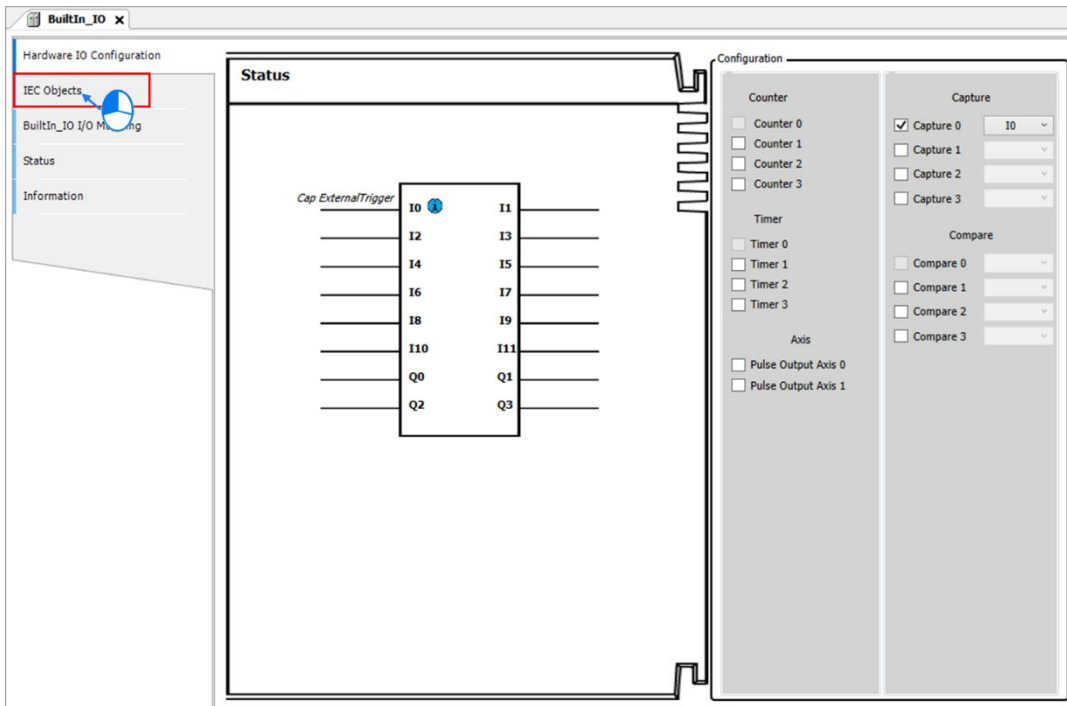 BuiltIn_IO X
Hardware IO Configuration
IEC Objects
BuiltIn_IO I/O
Status
Information
Status
Cap ExternalTrigger
I0 i I1
I2 I3
I4 I5
I6 I7
I8 I9
I10 I11
Q0 Q1
Q2 Q3
Configuration
Counter
Counter 0
Counter 1
Counter 2
Counter 3
Timer
Timer 0
Timer 1
Timer 2
Timer 3
Axis
Pulse Output Axis 0
Pulse Output Axis 1
Capture
Capture 0 I0
Capture 1
Capture 2
Capture 3
Compare
Compare 0
Compare 1
Compare 2
Compare 3